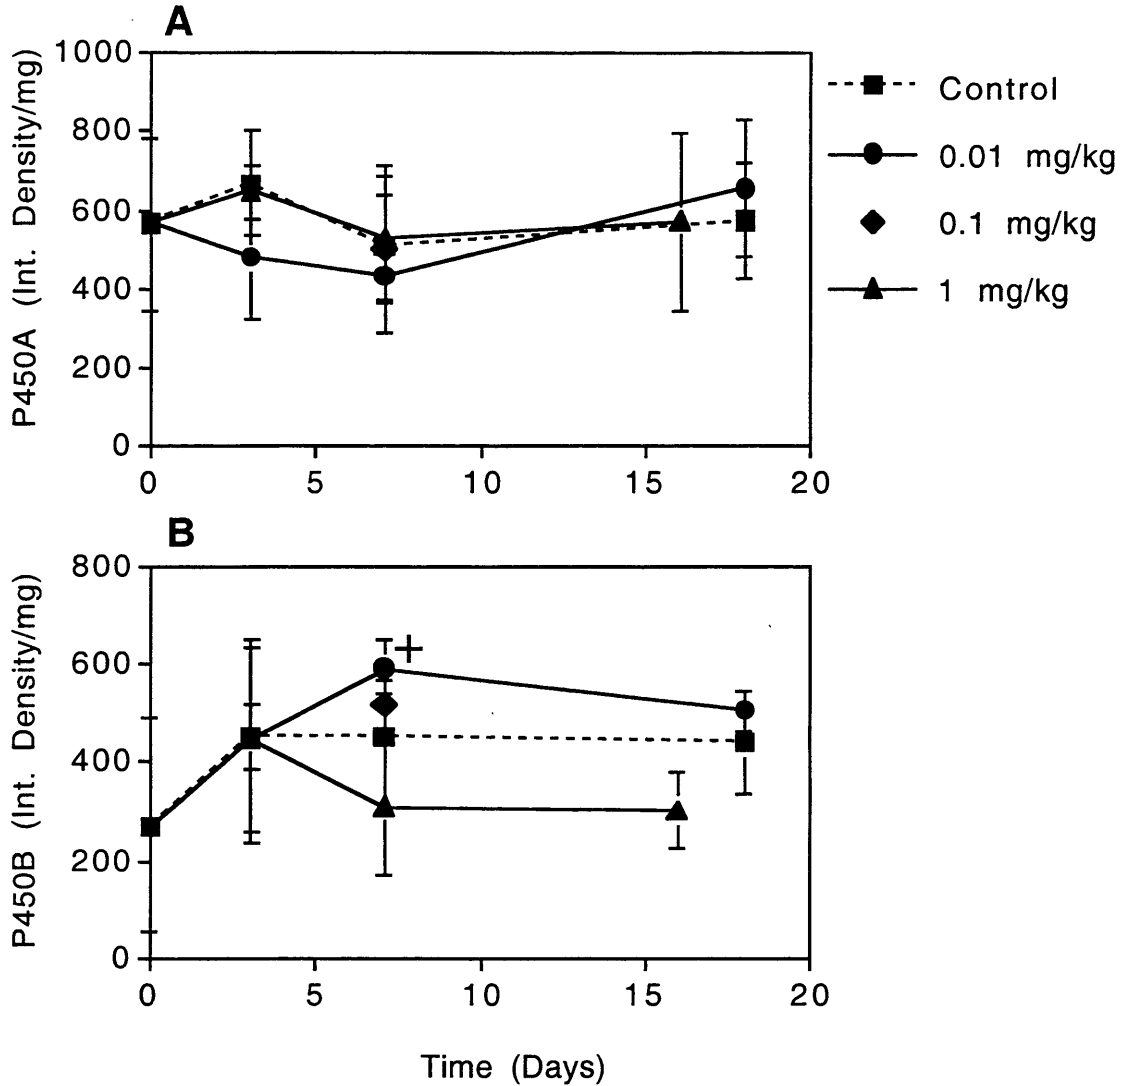 A
1000
800
600
400
200
0
P450A (Int. Density/mg)
0 5 10 15 20
Control
0.01 mg/kg
0.1 mg/kg
1 mg/kg
B
800
600
400
200
0
P450B (Int. Density/mg)
+
0 5 10 15 20
Time (Days)